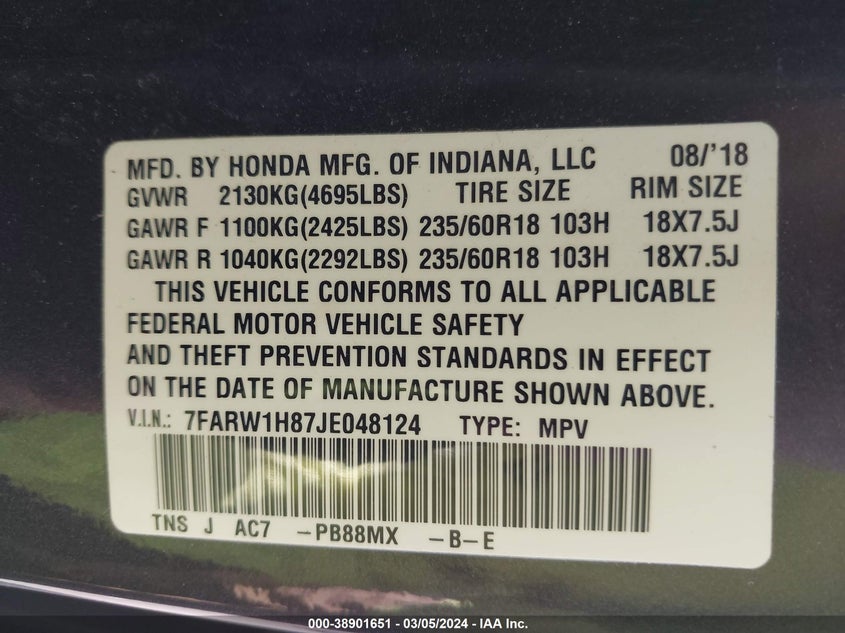 MFD. BY HONDA MFG. OF INDIANA, LLC 08/'18
GVWR 2130KG(4695LBS) TIRE SIZE RIM SIZE
GAWR F 1100KG(2425LBS) 235/60R18 103H 18X7.5J
GAWR R 1040KG(2292LBS) 235/60R18 103H 18X7.5J
THIS VEHICLE CONFORMS TO ALL APPLICABLE
FEDERAL MOTOR VEHICLE SAFETY
AND THEFT PREVENTION STANDARDS IN EFFECT
ON THE DATE OF MANUFACTURE SHOWN ABOVE.
V.I.N.: 7FARW1H87JE048124 TYPE: MPV
TNS J AC7 -PB88MX -B-E
000-38901651 - 03/05/2024 - IAA Inc.